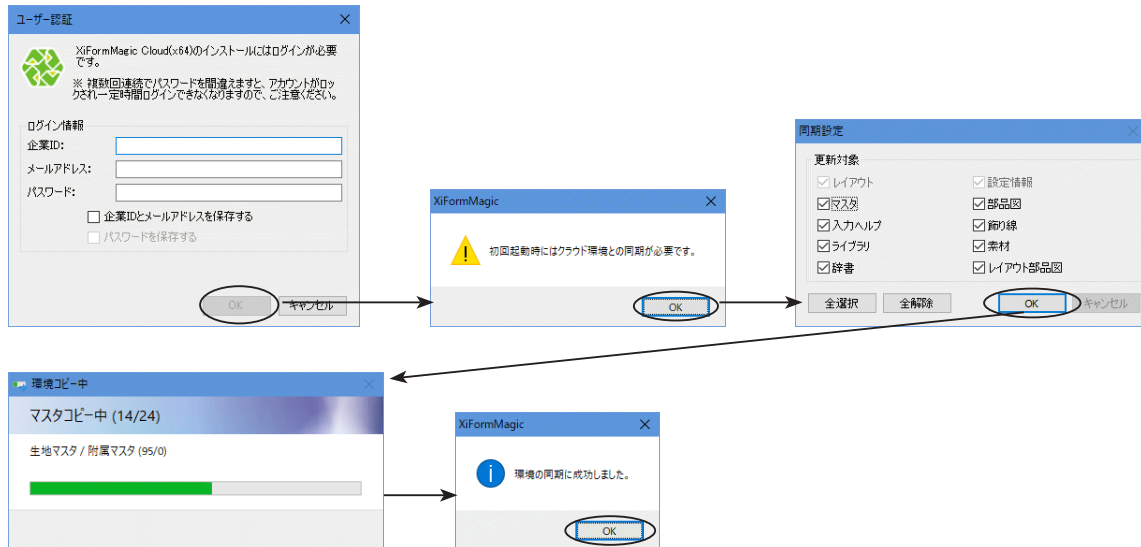 ユーザー認証
XiFormMagic Cloud(x64)のインストールにはログインが必要
です。
※ 複数回連続でパスワードを間違えますと、アカウントがロッ
クされ一定時間ログインできなくなりますので、ご注意ください。
ログイン情報
企業ID:
メールアドレス:
パスワード:
企業IDとメールアドレスを保存する
パスワードを保存する
OK
キャンセル
XiFormMagic
初回起動時にはクラウド環境との同期が必要です。
OK
同期設定
更新対象
レイアウト
設定情報
マスタ
部品図
入力ヘルプ
飾り線
ライブラリ
素材
辞書
レイアウト部品図
全選択
全解除
OK
キャンセル
環境コピー中
マスタコピー中 (14/24)
生地マスタ / 附属マスタ (95/0)
XiFormMagic
環境の同期に成功しました。
OK